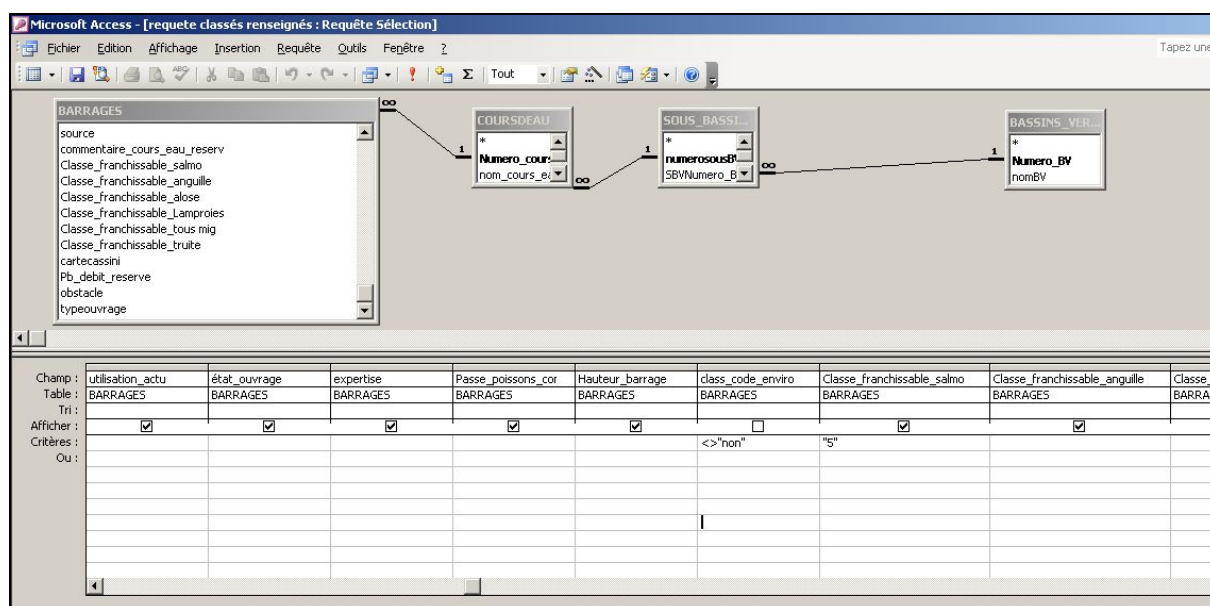 Microsoft Access - [requete classés renseignés : Requête Sélection]
Fichier Edition Affichage Insertion Requête Outils Fenêtre ?
Tapez une
Tout
BARRAGES
source
commentaire_cours_eau_reserv
Classe_franchissable_salmo
Classe_franchissable_anguille
Classe_franchissable_alose
Classe_franchissable_Lamproies
Classe_franchissable_tous mig
Classe_franchissable_truite
cartecassini
Pb_debit_reserve
obstacle
typeouvrage
∞
1
COURSDEAU
*
Numero_cours
nom_cours_ea
∞
1
SOUS_BASSI...
*
numerosousB
SBVNumero_B
∞
1
BASSINS_VER...
*
Numero_BV
nomBV
Champ : utilisation_actu état_ouvrage expertise Passe_poissons_cor Hauteur_barrage class_code_enviro Classe_franchissable_salmo Classe_franchissable_anguille Classe_
Table : BARRAGES BARRAGES BARRAGES BARRAGES BARRAGES BARRAGES BARRAGES BARRAGES BARRA
Tri :
Afficher :
Critères : <>"non" "5"
Ou :